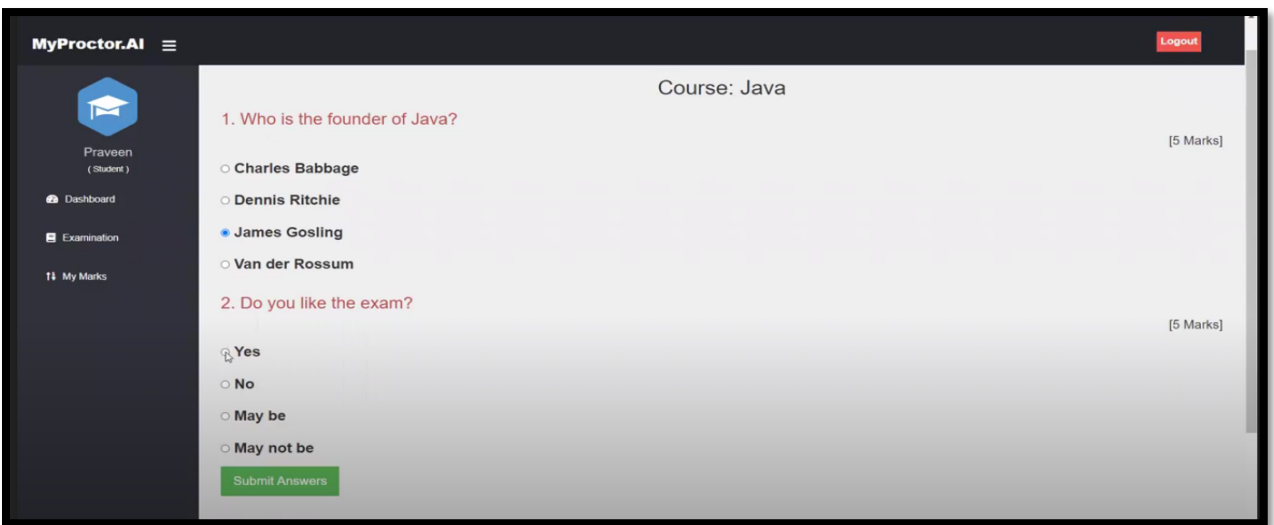 MyProctor.AI
Logout
Praveen
( Student )
Dashboard
Examination
My Marks
Course: Java
1. Who is the founder of Java?
[5 Marks]
Charles Babbage
Dennis Ritchie
James Gosling
Van der Rossum
2. Do you like the exam?
[5 Marks]
Yes
No
May be
May not be
Submit Answers